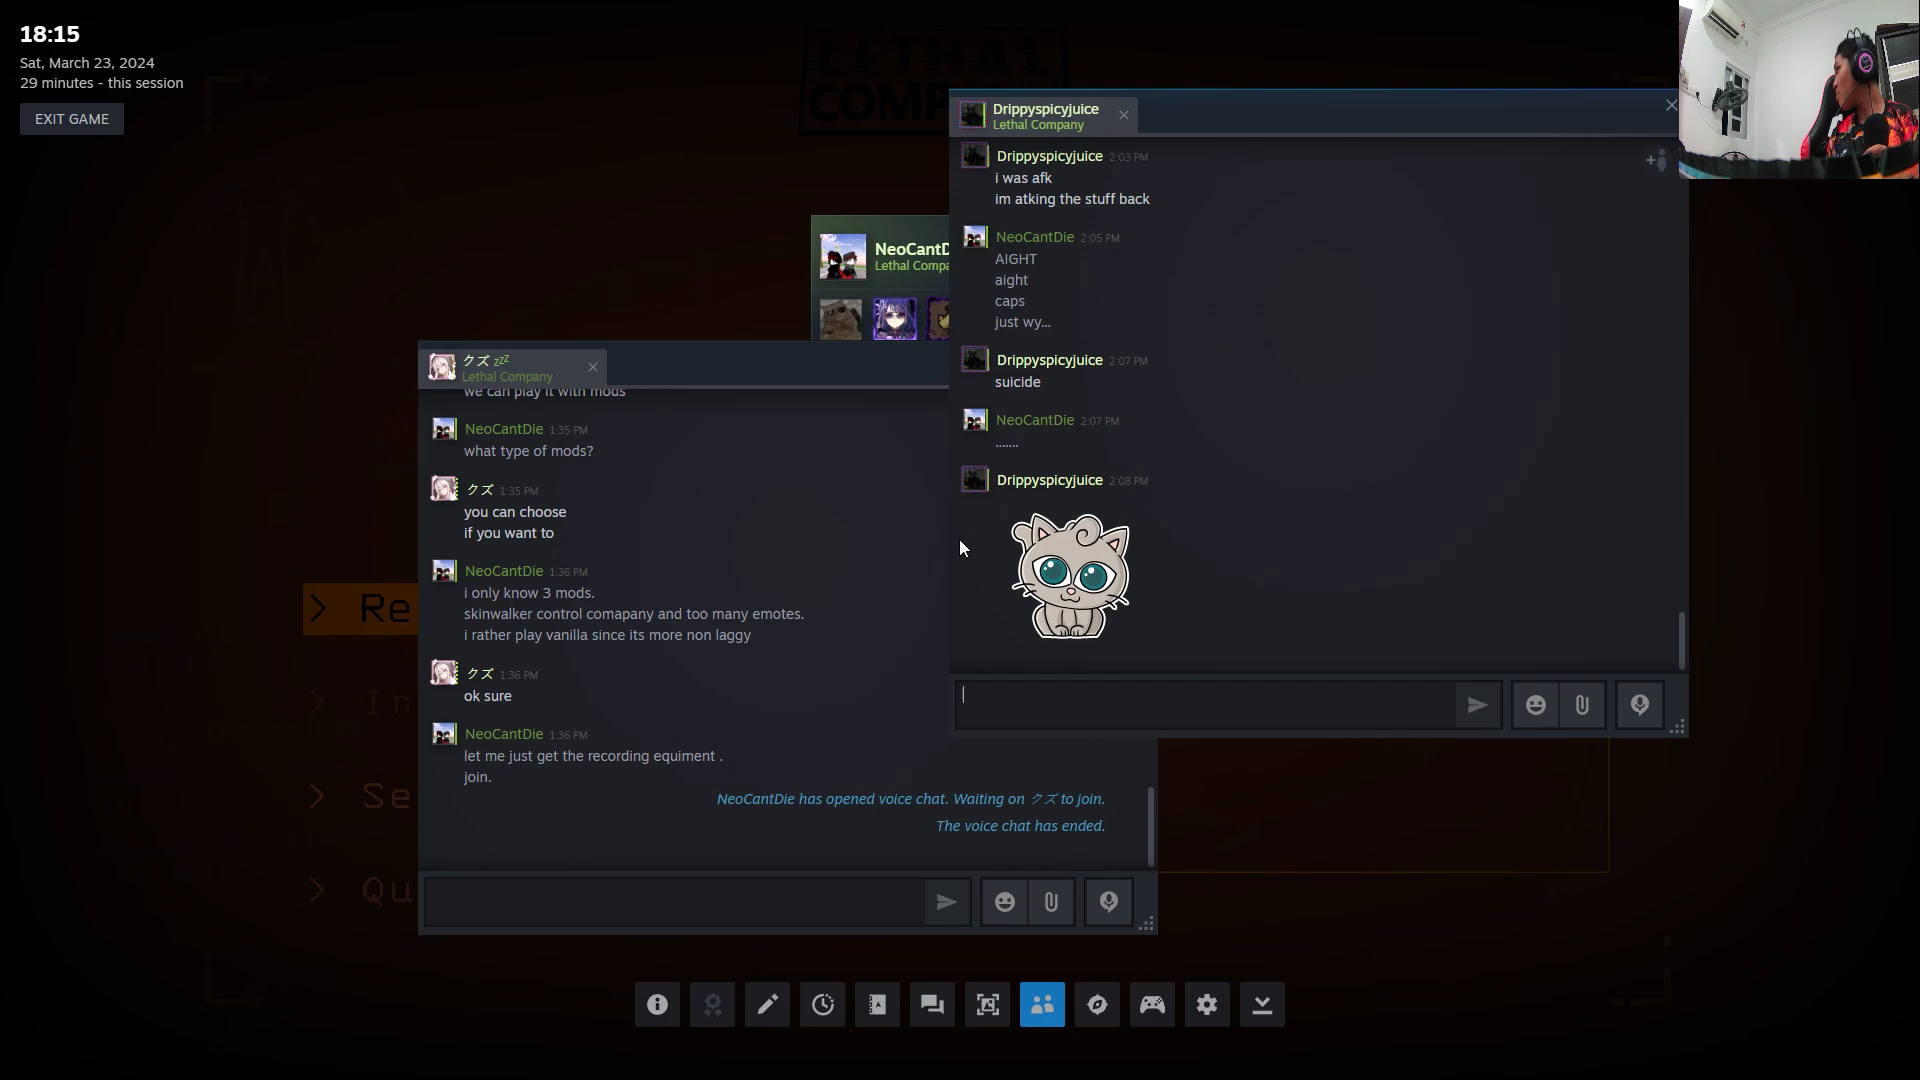 18:15
Sat, March 23, 2024
29 minutes - this session
EXIT GAME
LETHAL
COMP
NeoCantD
Lethal Compa
Drippyspicyjuice
Lethal Company
Drippyspicyjuice 2:03 PM
i was afk
im atking the stuff back
NeoCantDie 2:05 PM
AIGHT
aight
caps
just wy...
Drippyspicyjuice 2:07 PM
suicide
NeoCantDie 2:07 PM
.......
Drippyspicyjuice 2:08 PM
クズ zzz
Lethal Company
we can play it with mods
NeoCantDie 1:35 PM
what type of mods?
クズ 1:35 PM
you can choose
if you want to
NeoCantDie 1:36 PM
i only know 3 mods.
skinwalker control comapany and too many emotes.
i rather play vanilla since its more non laggy
クズ 1:36 PM
ok sure
NeoCantDie 1:36 PM
let me just get the recording equiment .
join.
NeoCantDie has opened voice chat. Waiting on クズ to join.
The voice chat has ended.
> Re
> In
> Se
> Qu